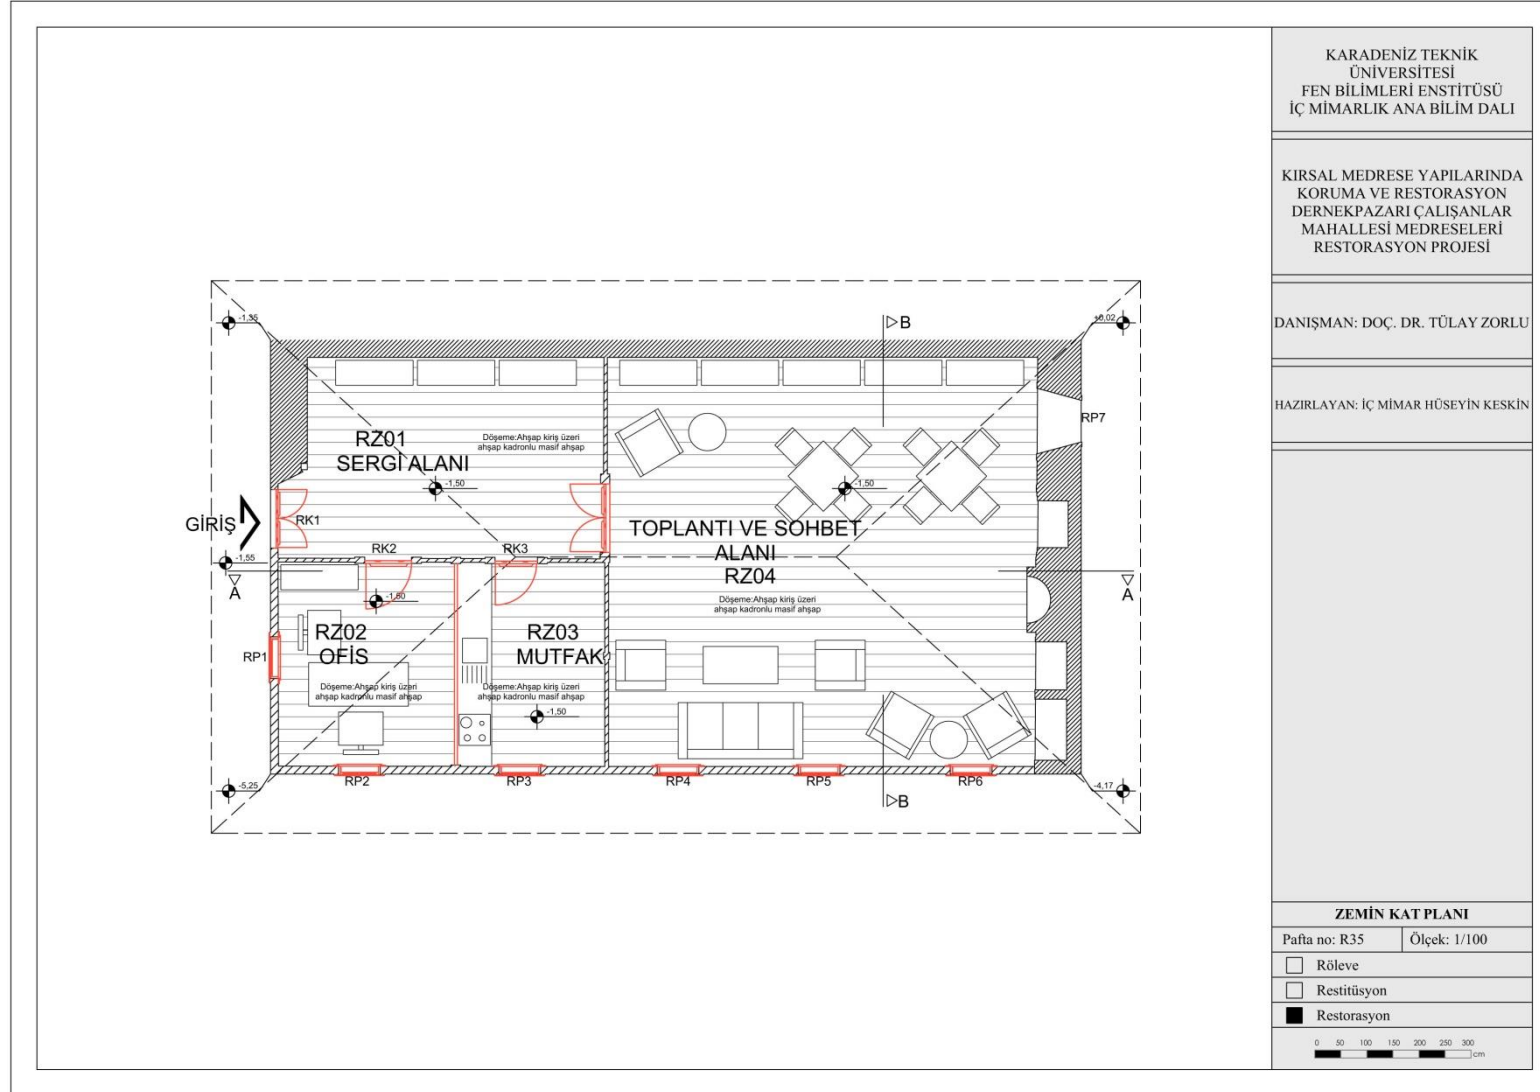 KARADENİZ TEKNİK
ÜNİVERSİTESİ
FEN BİLİMLERİ ENSTİTÜSÜ
İÇ MİMARLIK ANA BİLİM DALI
KIRSAL MEDRESE YAPILARINDA
KORUMA VE RESTORASYON
DERNEKPAZARI ÇALIŞANLAR
MAHALLESİ MEDRESELERİ
RESTORASYON PROJESİ
DANIŞMAN: DOÇ. DR. TÜLAY ZORLU
HAZIRLAYAN: İÇ MİMAR HÜSEYİN KESKİN
-1,35
B
+0,02
RP7
RZ01
SERGİ ALANI
Döşeme:Ahşap kiriş üzeri
ahşap kadronlu masif ahşap
-1,50
-1,50
GİRİŞ
RK1
TOPLANTI VE SOHBET
ALANI
RZ04
Döşeme:Ahşap kiriş üzeri
ahşap kadronlu masif ahşap
RK2
RK3
-1,55
A
A
-1,50
RZ02
OFİS
Döşeme:Ahşap kiriş üzeri
ahşap kadronlu masif ahşap
RZ03
MUTFAK
Döşeme:Ahşap kiriş üzeri
ahşap kadronlu masif ahşap
-1,50
RP1
-5,25
RP2
RP3
RP4
RP5
RP6
-4,17
B
ZEMİN KAT PLANI
Pafta no: R35
Ölçek: 1/100
Röleve
Restitüsyon
Restorasyon
0 50 100 150 200 250 300
cm